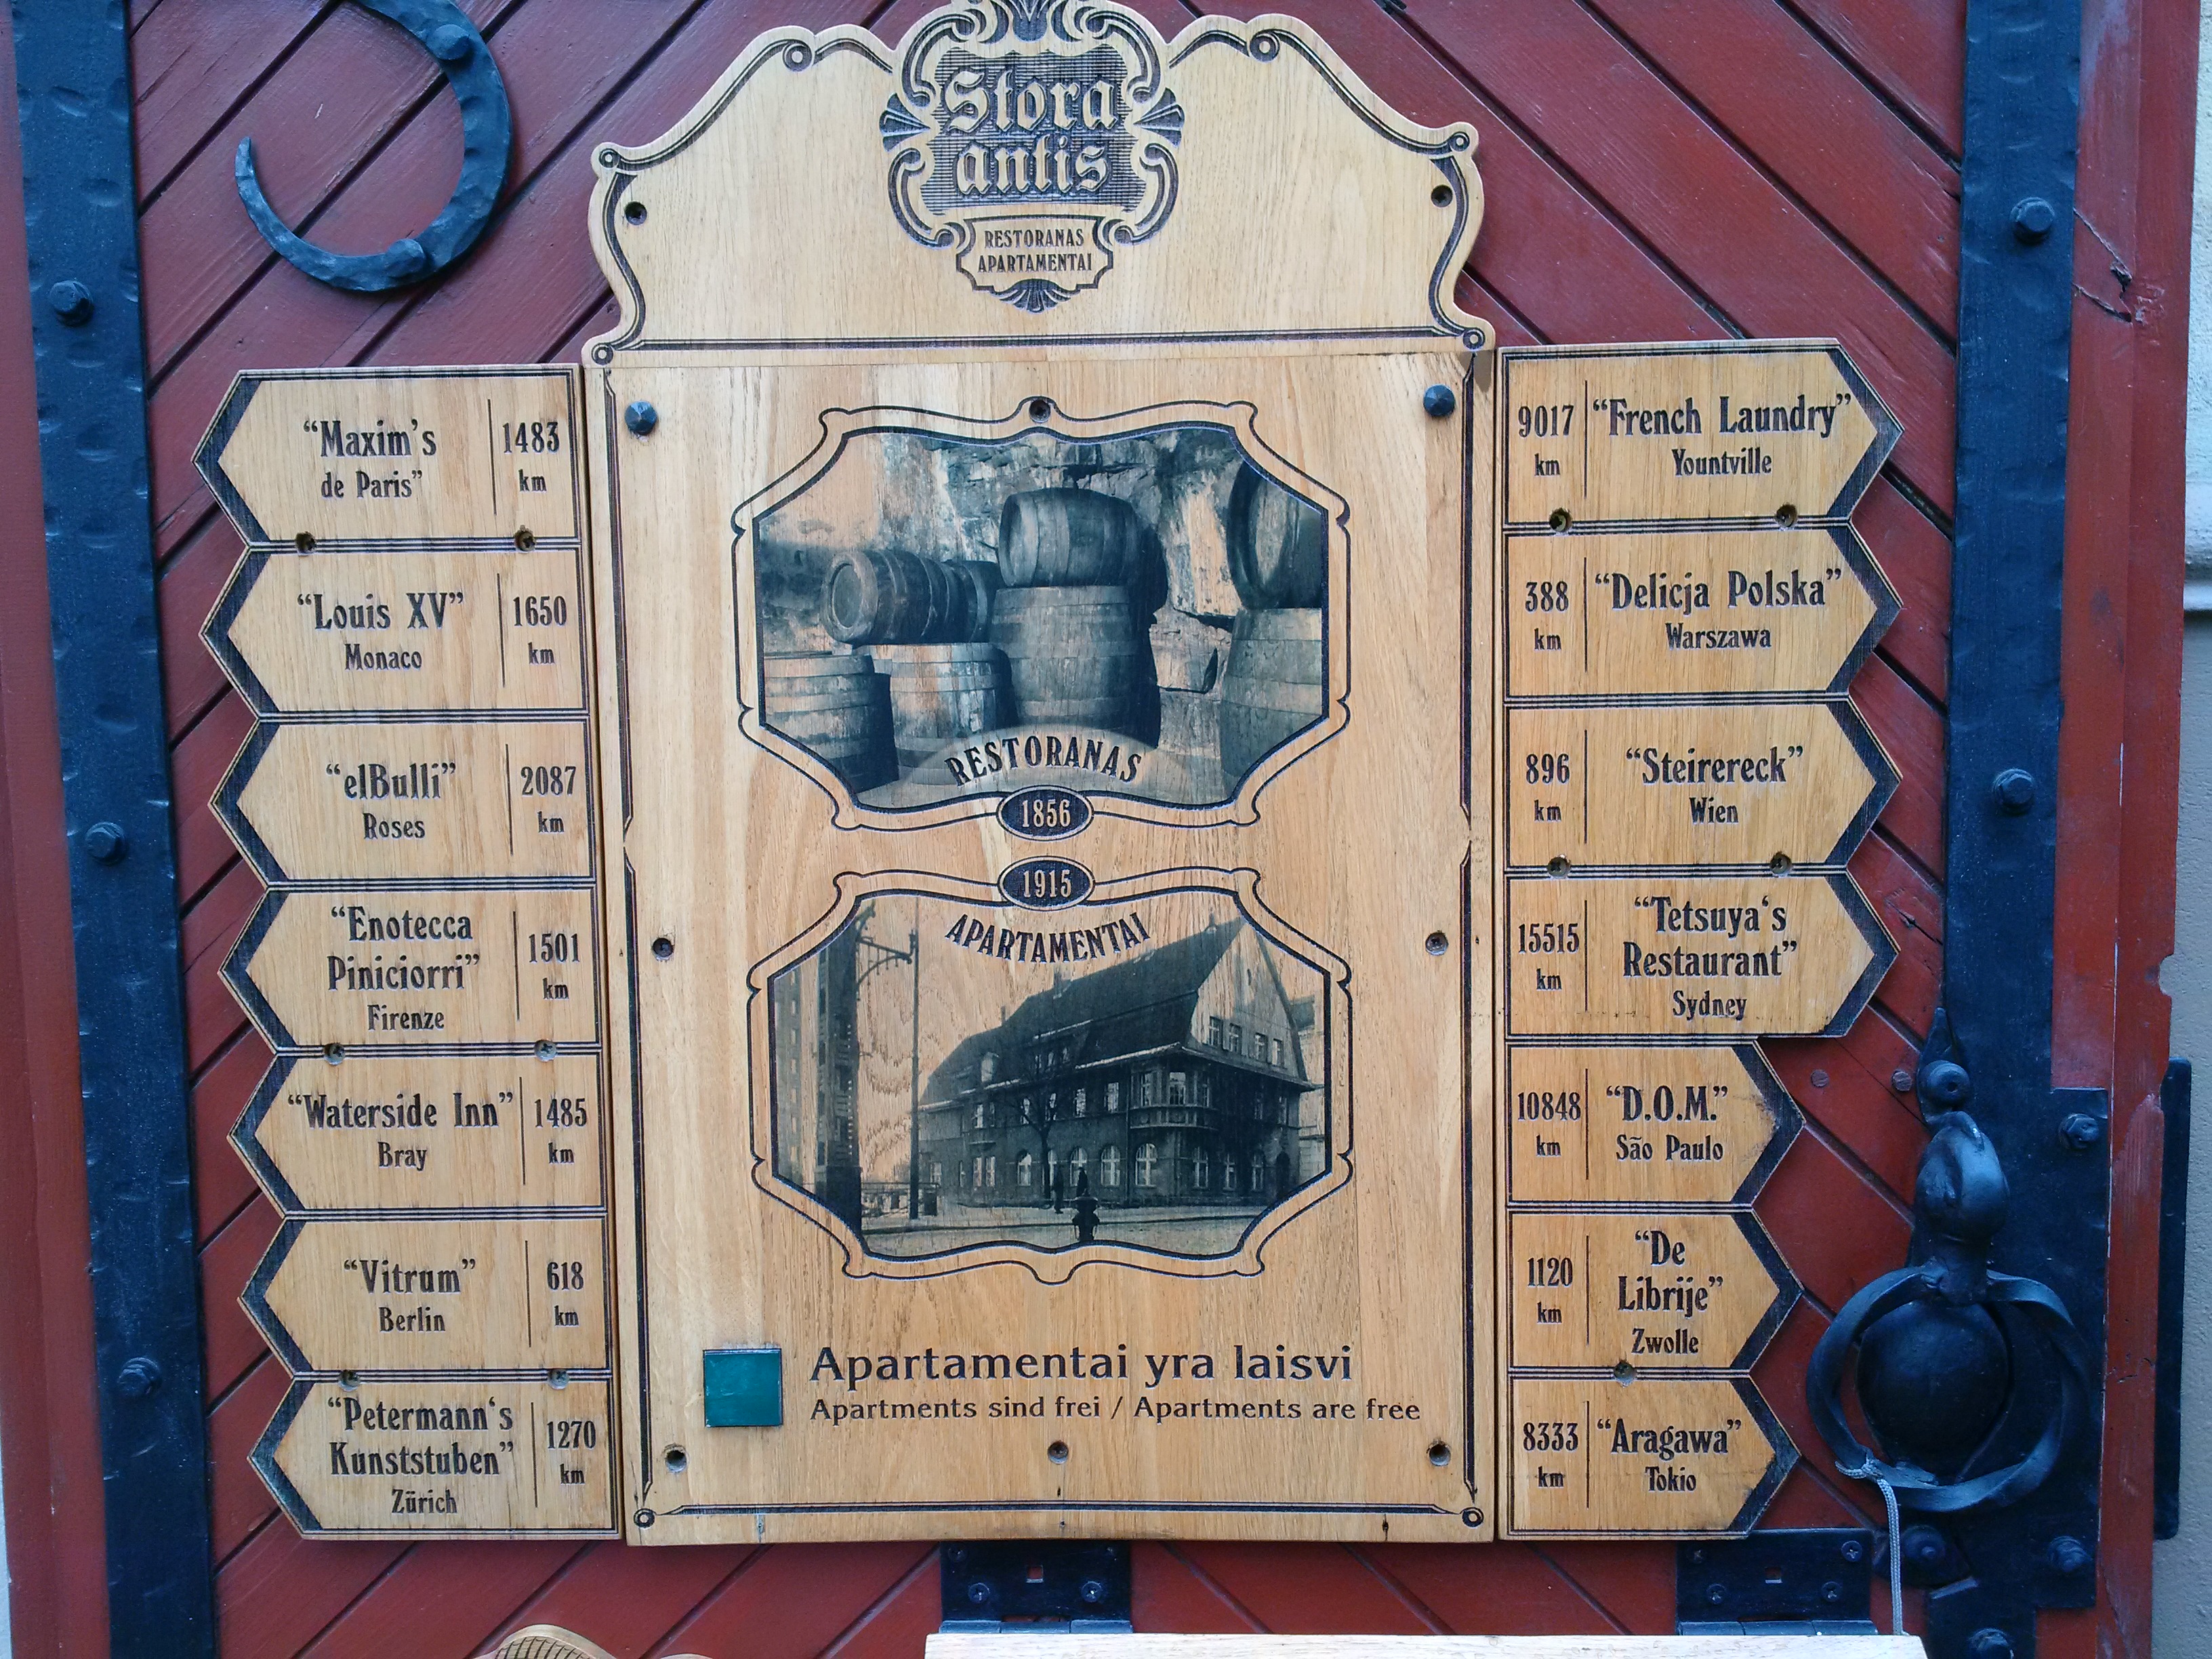 Stora
antis
RESTORANAS
APARTAMENTAI
“Maxim's
de Paris”
1483
km
“Louis XV”
Monaco
1650
km
“elBulli”
Roses
2087
km
“Enotecca
Piniciorri”
Firenze
1501
km
“Waterside Inn”
Bray
1485
km
“Vitrum”
Berlin
618
km
“Petermann‘s
Kunststuben”
Zürich
1270
km
RESTORANAS
1856
1915
APARTAMENTAI
Apartamentai yra laisvi
Apartments sind frei / Apartments are free
9017
km
“French Laundry”
Yountville
388
km
“Delicja Polska”
Warszawa
896
km
“Steirereck”
Wien
15515
km
“Tetsuya‘s
Restaurant”
Sydney
10848
km
“D.O.M.”
São Paulo
1120
km
“De
Librije”
Zwolle
8333
km
“Aragawa”
Tokio